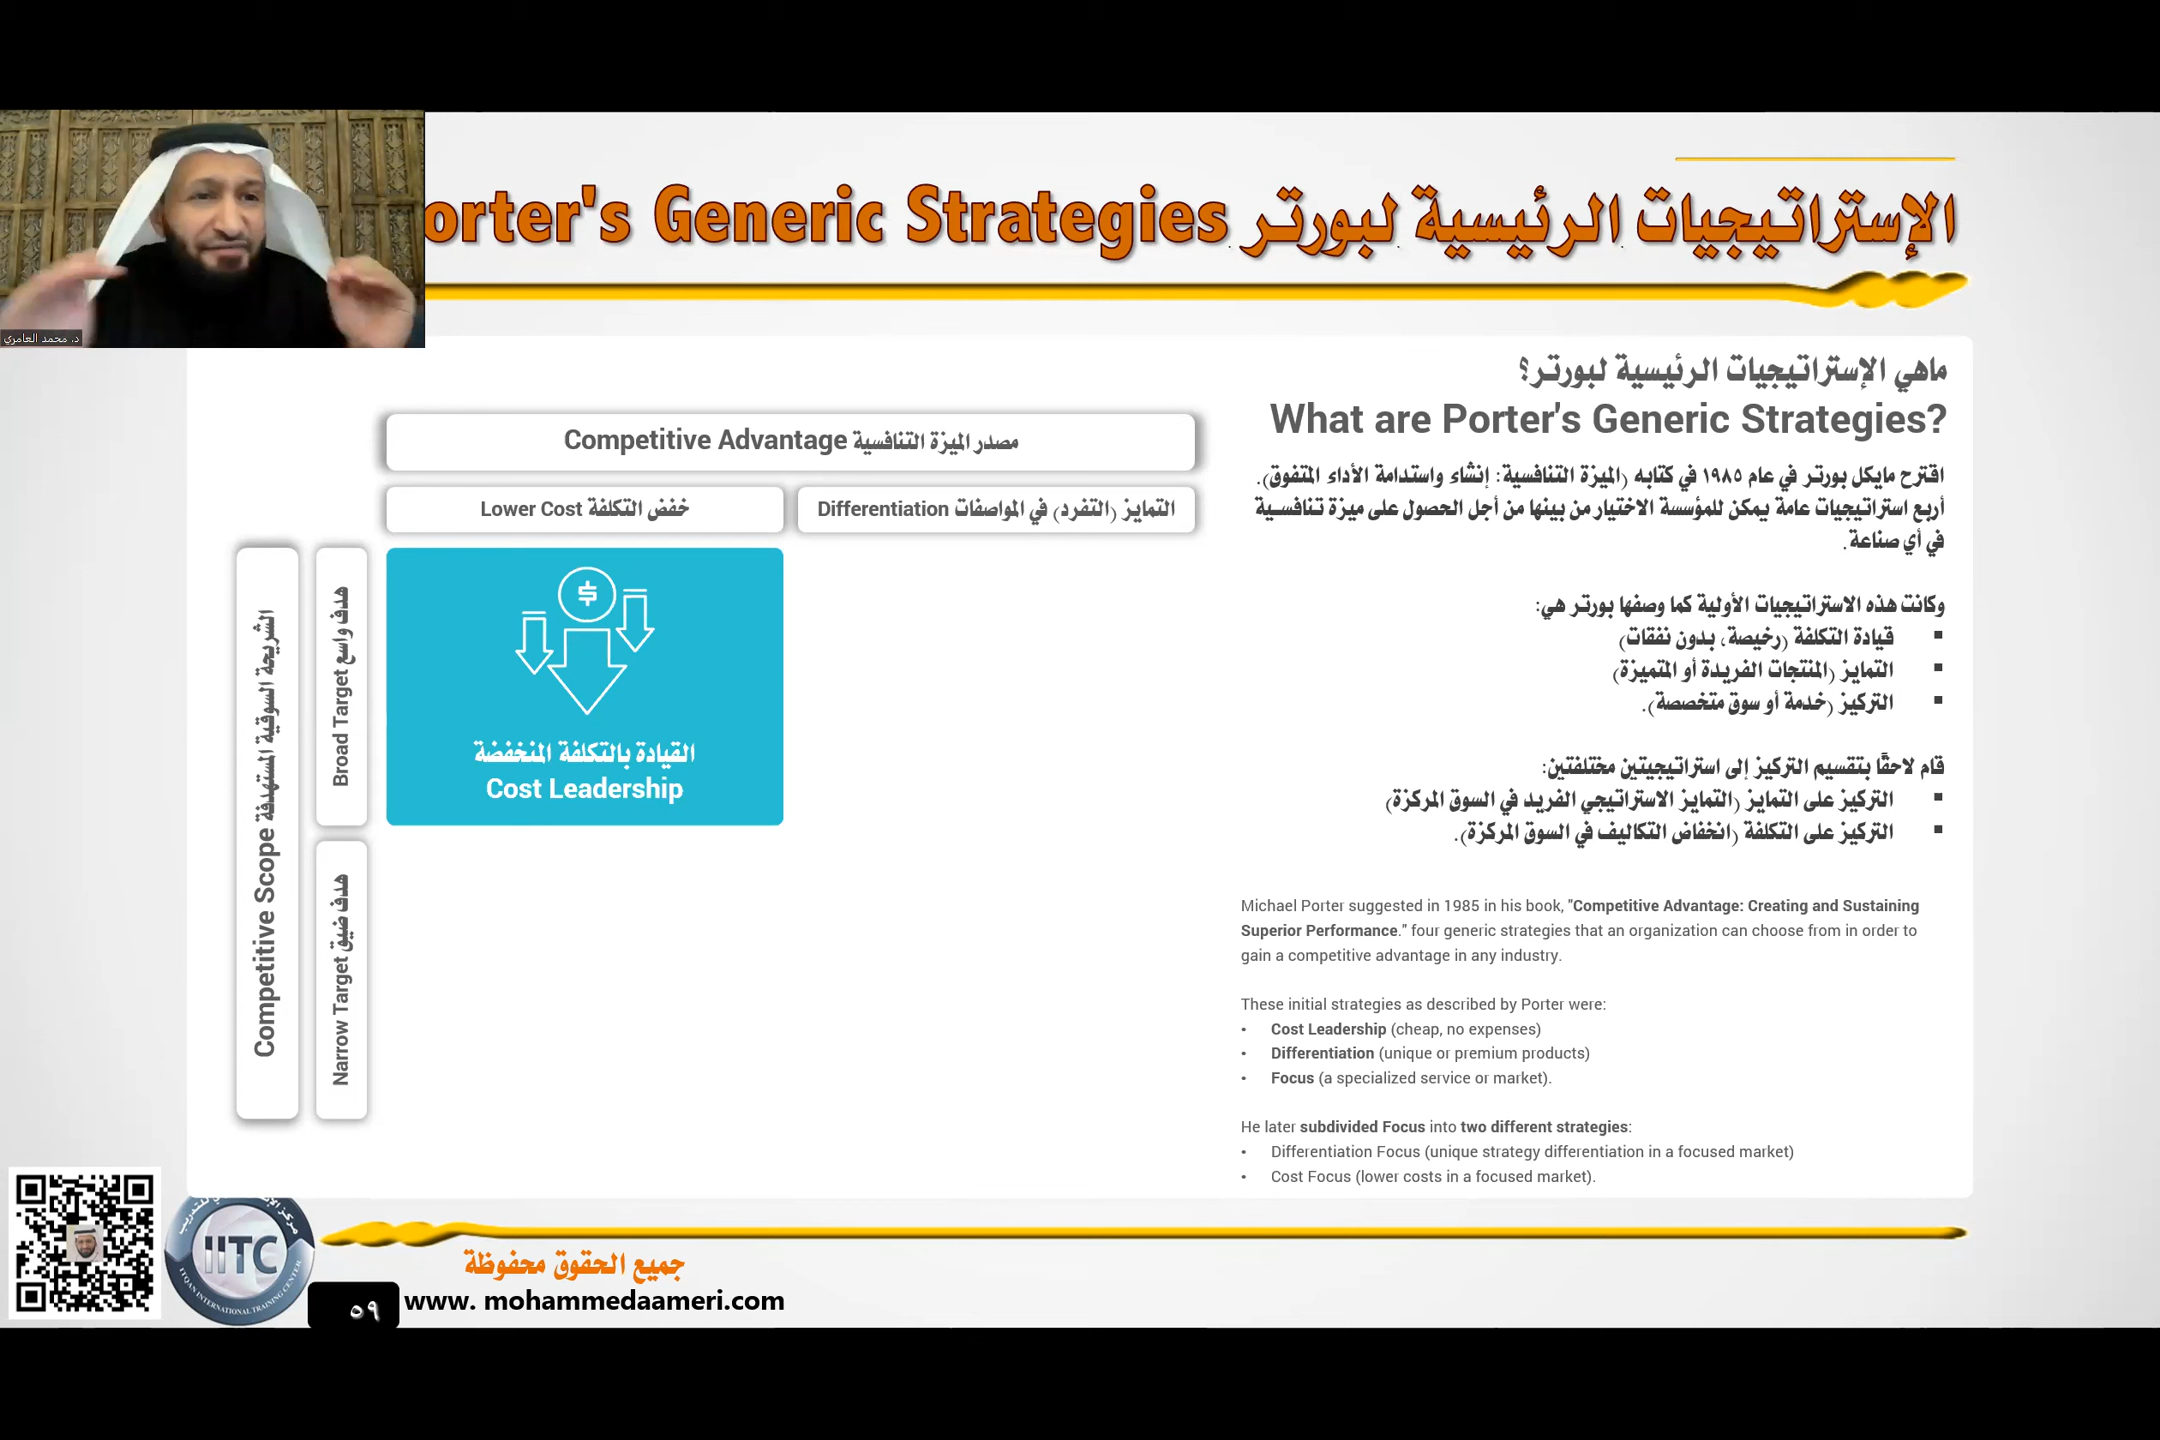 الإستراتيجيات الرئيسية لبورتر orter's Generic Strategies
د. محمد العامري
ماهي الإستراتيجيات الرئيسية لبورتر؟
What are Porter's Generic Strategies?
اقترح مايكل بورتر في عام ١٩٨٥ في كتابه (الميزة التنافسية: إنشاء واستدامة الأداء المتفوق).
أربع استراتيجيات عامة يمكن للمؤسسة الاختيار من بينها من أجل الحصول على ميزة تنافسية
في أي صناعة.
وكانت هذه الاستراتيجيات الأولية كما وصفها بورتر هي:
▪ قيادة التكلفة (رخيصة، بدون نفقات)
▪ التمايز (المنتجات الفريدة أو المتميزة)
▪ التركيز (خدمة أو سوق متخصصة).
قام لاحقًا بتقسيم التركيز إلى استراتيجيتين مختلفتين:
▪ التركيز على التمايز (التمايز الاستراتيجي الفريد في السوق المركزة)
▪ التركيز على التكلفة (انخفاض التكاليف في السوق المركزة).
Michael Porter suggested in 1985 in his book, "Competitive Advantage: Creating and Sustaining
Superior Performance." four generic strategies that an organization can choose from in order to
gain a competitive advantage in any industry.
These initial strategies as described by Porter were:
• Cost Leadership (cheap, no expenses)
• Differentiation (unique or premium products)
• Focus (a specialized service or market).
He later subdivided Focus into two different strategies:
• Differentiation Focus (unique strategy differentiation in a focused market)
• Cost Focus (lower costs in a focused market).
مصدر الميزة التنافسية Competitive Advantage
خفض التكلفة Lower Cost
التمايز (التفرد) في المواصفات Differentiation
الشريحة السوقية المستهدفة Competitive Scope
هدف واسع Broad Target
هدف ضيق Narrow Target
$
القيادة بالتكلفة المنخفضة
Cost Leadership
IITC
ITQAN INTERNATIONAL TRAINING CENTER
جميع الحقوق محفوظة
٥٩
www. mohammedaameri.com